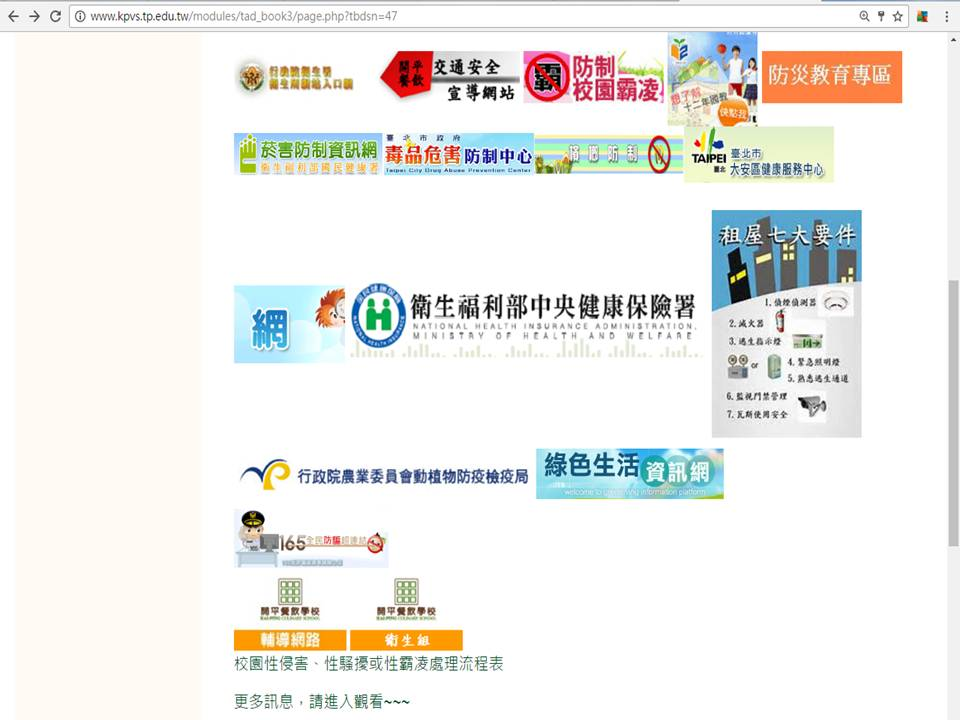 www.kpvs.tp.edu.tw/modules/tad_book3/page.php?tbdsn=47
開平餐飲
交通安全
宣導網站
霸
防制
校園霸凌
想了解
十二年國教
快點我
防災教育專區
菸害防制資訊網
衛生福利部國民健康署
臺北市政府
毒品危害防制中心
Taipei City Drug Abuse Prevention Center
TAIPEI
臺北
臺北市
大安區健康服務中心
網
衛生福利部中央健康保險署
NATIONAL HEALTH INSURANCE ADMINISTRATION,
MINISTRY OF HEALTH AND WELFARE
租屋七大要件
1.偵煙偵測器
2.滅火器
3.逃生指示燈
or
4.緊急照明燈
5.熟悉逃生通道
6.監視門禁管理
7.瓦斯使用安全
行政院農業委員會動植物防疫檢疫局
綠色生活資訊網
welcome to green living information platform
165全民防騙超連結
開平餐飲學校
KAI-PING CULINARY SCHOOL
輔導網路
開平餐飲學校
KAI-PING CULINARY SCHOOL
衛生組
校園性侵害、性騷擾或性霸凌處理流程表
更多訊息，請進入觀看~~~